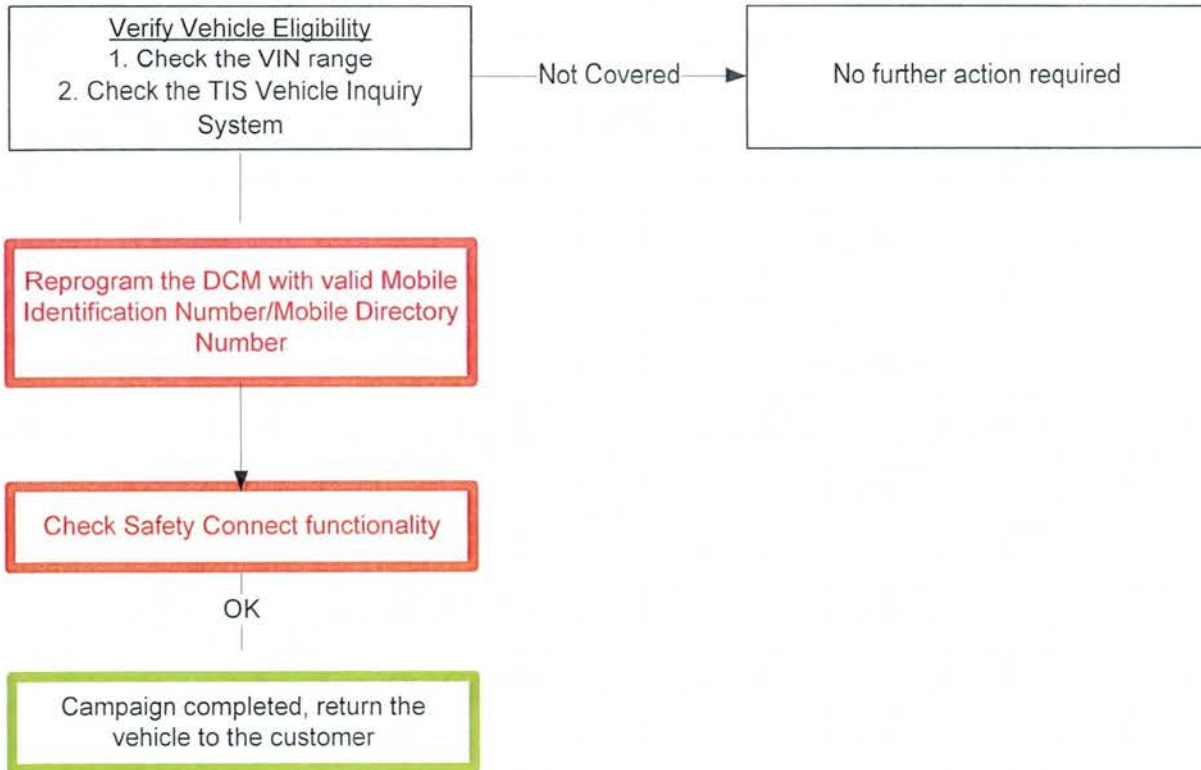 Verify Vehicle Eligibility
1. Check the VIN range
2. Check the TIS Vehicle Inquiry
System
Not Covered
No further action required
Reprogram the DCM with valid Mobile
Identification Number/Mobile Directory
Number
Check Safety Connect functionality
OK
Campaign completed, return the
vehicle to the customer